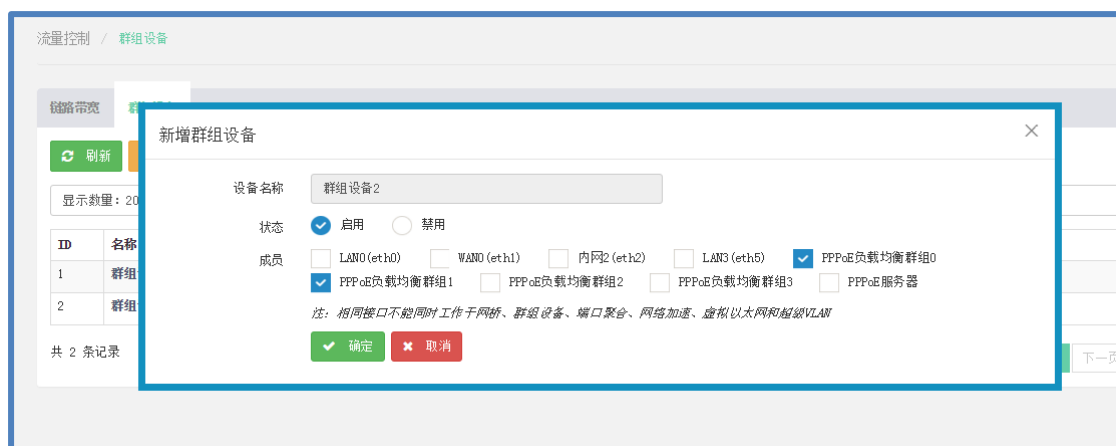 流量控制 / 群组设备
链路带宽
新增群组设备
刷新
设备名称 群组设备2
显示数量: 20
状态 启用 禁用
ID 名称
成员 LAN0(eth0) WAN0(eth1) 内网2(eth2) LAN3(eth5) PPPoE负载均衡群组0
1 群组
PPPoE负载均衡群组1 PPPoE负载均衡群组2 PPPoE负载均衡群组3 PPPoE服务器
2 群组
注: 相同接口不能同时工作于网桥、群组设备、端口聚合、网络加速、虚拟以太网和超级VLAN
共 2 条记录
确定 取消
下一页